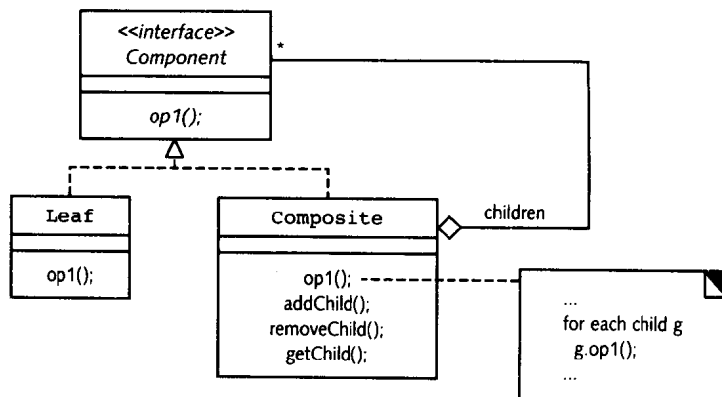 <<interface>>
Component
*
op1();
Leaf
op1();
Composite
children
op1();
addChild();
removeChild();
getChild();
...
for each child g
g.op1();
...